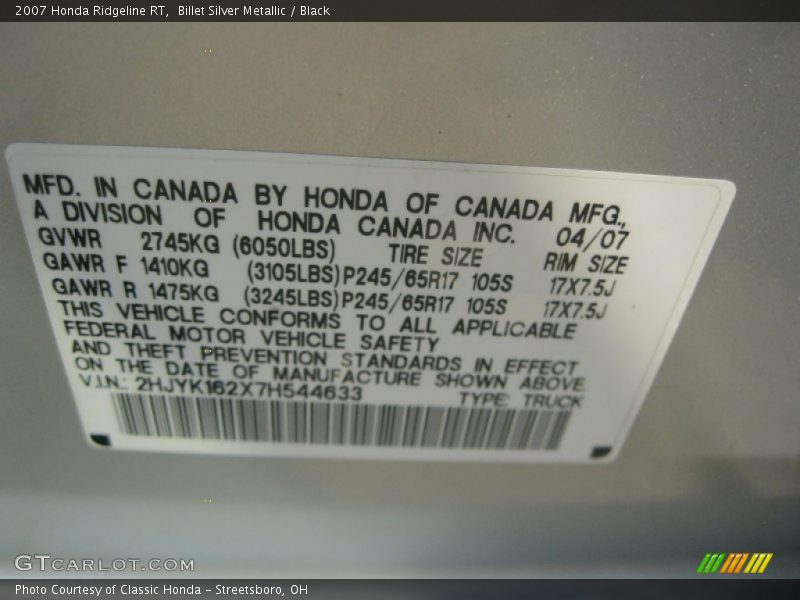 2007 Honda Ridgeline RT,  Billet Silver Metallic / Black
MFD. IN CANADA BY HONDA OF CANADA MFG.,
A DIVISION OF HONDA CANADA INC. 04/07
GVWR 2745KG (6050LBS) TIRE SIZE RIM SIZE
GAWR F 1410KG (3105LBS) P245/65R17 105S 17X7.5J
GAWR R 1475KG (3245LBS) P245/65R17 105S 17X7.5J
THIS VEHICLE CONFORMS TO ALL APPLICABLE
FEDERAL MOTOR VEHICLE SAFETY
AND THEFT PREVENTION STANDARDS IN EFFECT
ON THE DATE OF MANUFACTURE SHOWN ABOVE
V.I.N.: 2HJYK162X7H544633 TYPE: TRUCK
GTCARLOT.COM
Photo Courtesy of Classic Honda - Streetsboro, OH